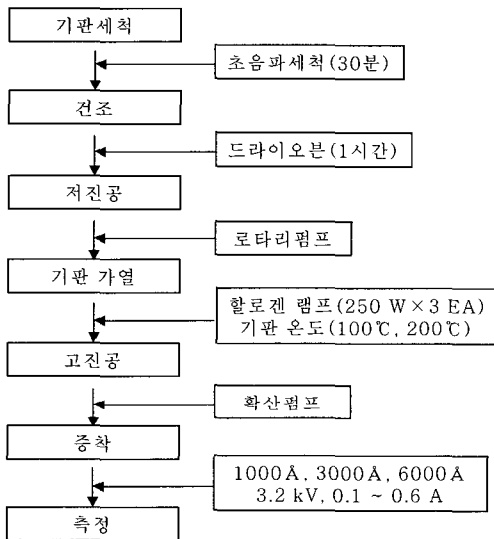 기판세척
초음파세척(30분)
건조
드라이오븐(1시간)
저진공
로타리펌프
기판 가열
할로겐 램프(250 W×3 EA)
기판 온도(100℃, 200℃)
고진공
확산펌프
증착
1000Å, 3000Å, 6000Å
3.2 kV, 0.1 ~ 0.6 A
측정